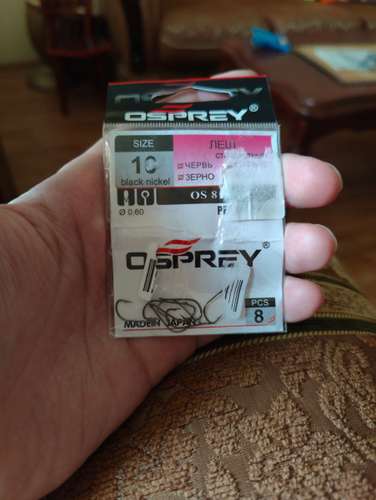 OSPREY®
SIZE
10
black nickel
ЛЕЩ
ЧЕРВЬ
ЗЕРНО
OS 8
Ø 0.60
OSPREY®
PCS
8
MADE IN JAPAN